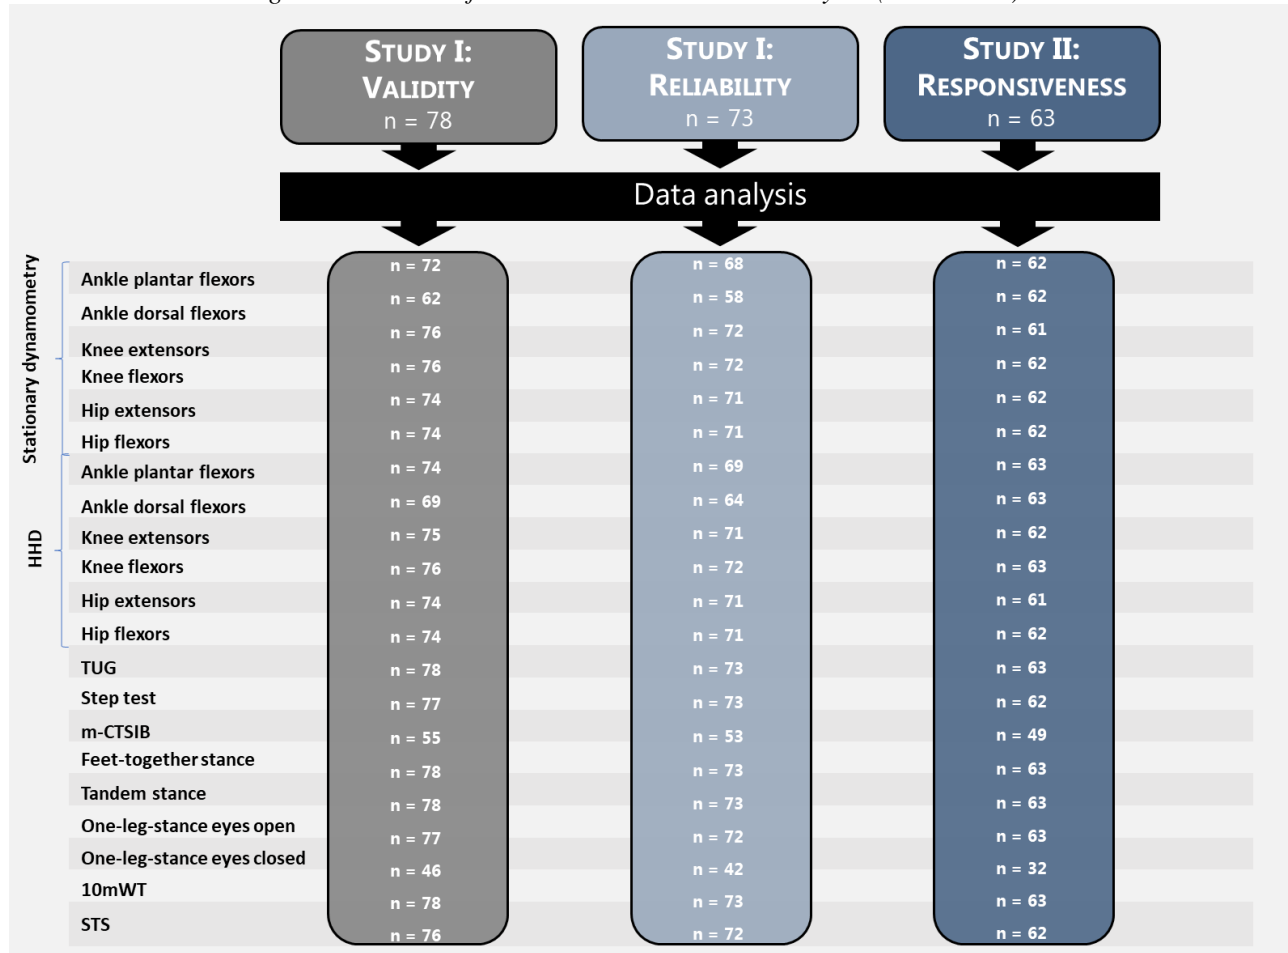 STUDY I:
VALIDITY
n = 78
STUDY I:
RELIABILITY
n = 73
STUDY II:
RESPONSIVENESS
n = 63
Data analysis
Stationary dynamometry
HHD
Ankle plantar flexors n = 72 n = 68 n = 62
Ankle dorsal flexors n = 62 n = 58 n = 62
Knee extensors n = 76 n = 72 n = 61
Knee flexors n = 76 n = 72 n = 62
Hip extensors n = 74 n = 71 n = 62
Hip flexors n = 74 n = 71 n = 62
Ankle plantar flexors n = 74 n = 69 n = 63
Ankle dorsal flexors n = 69 n = 64 n = 63
Knee extensors n = 75 n = 71 n = 62
Knee flexors n = 76 n = 72 n = 63
Hip extensors n = 74 n = 71 n = 61
Hip flexors n = 74 n = 71 n = 62
TUG n = 78 n = 73 n = 63
Step test n = 77 n = 73 n = 62
m-CTSIB n = 55 n = 53 n = 49
Feet-together stance n = 78 n = 73 n = 63
Tandem stance n = 78 n = 73 n = 63
One-leg-stance eyes open n = 77 n = 72 n = 63
One-leg-stance eyes closed n = 46 n = 42 n = 32
10mWT n = 78 n = 73 n = 63
STS n = 76 n = 72 n = 62